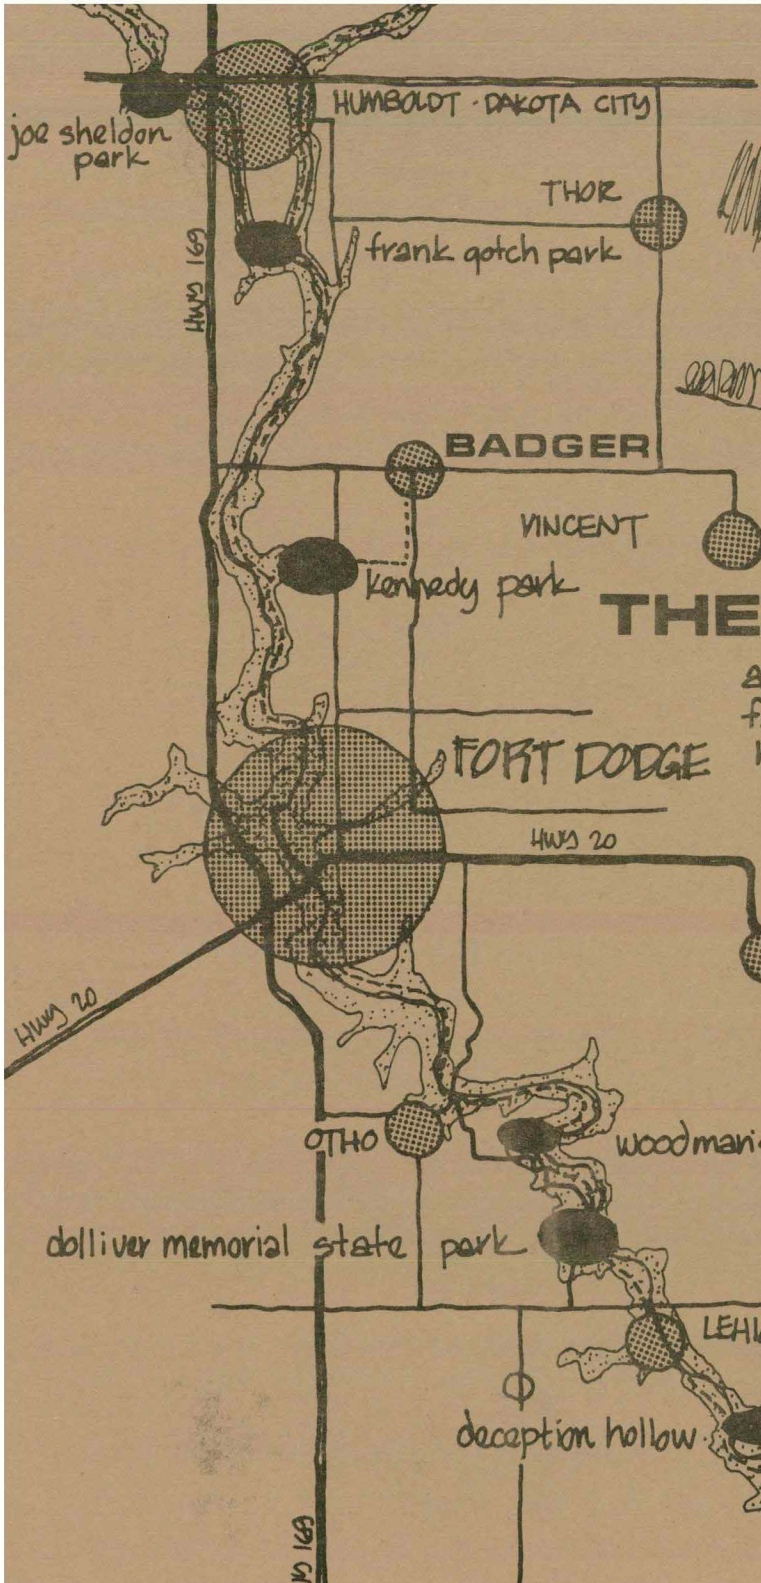 HUMBOLDT · DAKOTA CITY
joe sheldon
park
THOR
frank gotch park
HWY 169
BADGER
VINCENT
kennedy park
THE
FORT DODGE
HWY 20
HWY 20
OTHO
dolliver memorial state park
deception hollow
169